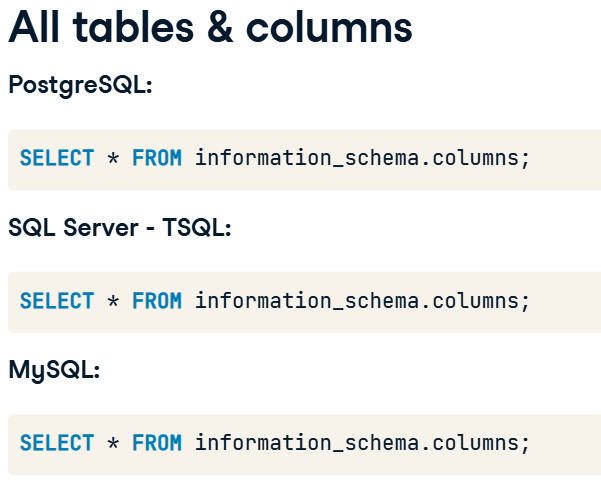 All tables & columns
PostgreSQL:
SELECT * FROM information_schema.columns;
SQL Server - TSQL:
SELECT * FROM information_schema.columns;
MySQL:
SELECT * FROM information_schema.columns;